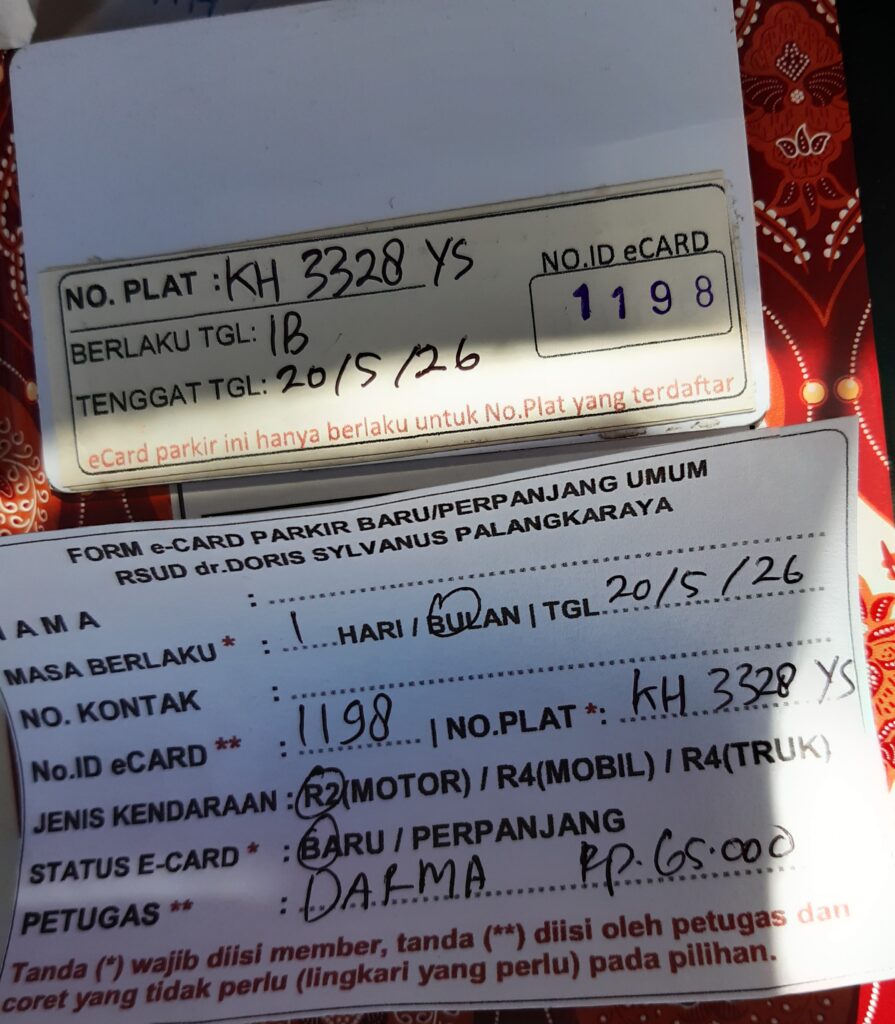 NO. PLAT : KH 3328 YS
NO.ID eCARD
1198
BERLAKU TGL: 1B
TENGGAT TGL: 20/5/26
eCard parkir ini hanya berlaku untuk No.Plat yang terdaftar
FORM e-CARD PARKIR BARU/PERPANJANG UMUM
RSUD dr.DORIS SYLVANUS PALANGKARAYA
AMA :
MASA BERLAKU * : 1 HARI / BULAN | TGL 20/5/26
NO. KONTAK :
No.ID eCARD ** : 1198 | NO.PLAT *: KH 3328 YS
JENIS KENDARAAN : R2(MOTOR) / R4(MOBIL) / R4(TRUK)
STATUS E-CARD * : BARU / PERPANJANG
PETUGAS ** : DARMA Rp. 65.000
Tanda (*) wajib diisi member, tanda (**) diisi oleh petugas dan
coret yang tidak perlu (lingkari yang perlu) pada pilihan.